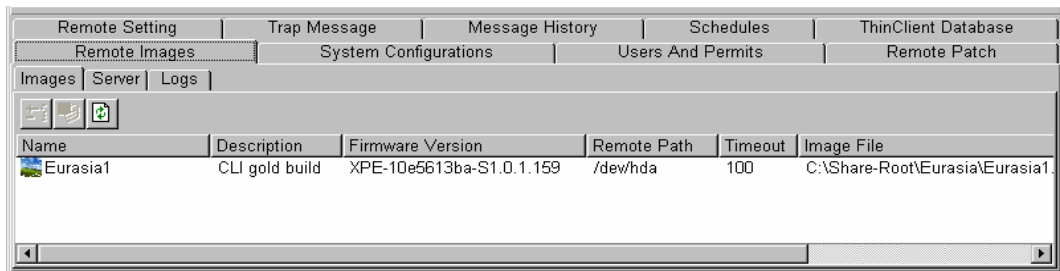 Remote Setting Trap Message Message History Schedules ThinClient Database
Remote Images System Configurations Users And Permits Remote Patch
Images Server Logs
Name Description Firmware Version Remote Path Timeout Image File
Eurasia1 CLI gold build XPE-10e5613ba-S1.0.1.159 /dev/hda 100 C:\Share-Root\Eurasia\Eurasia1.